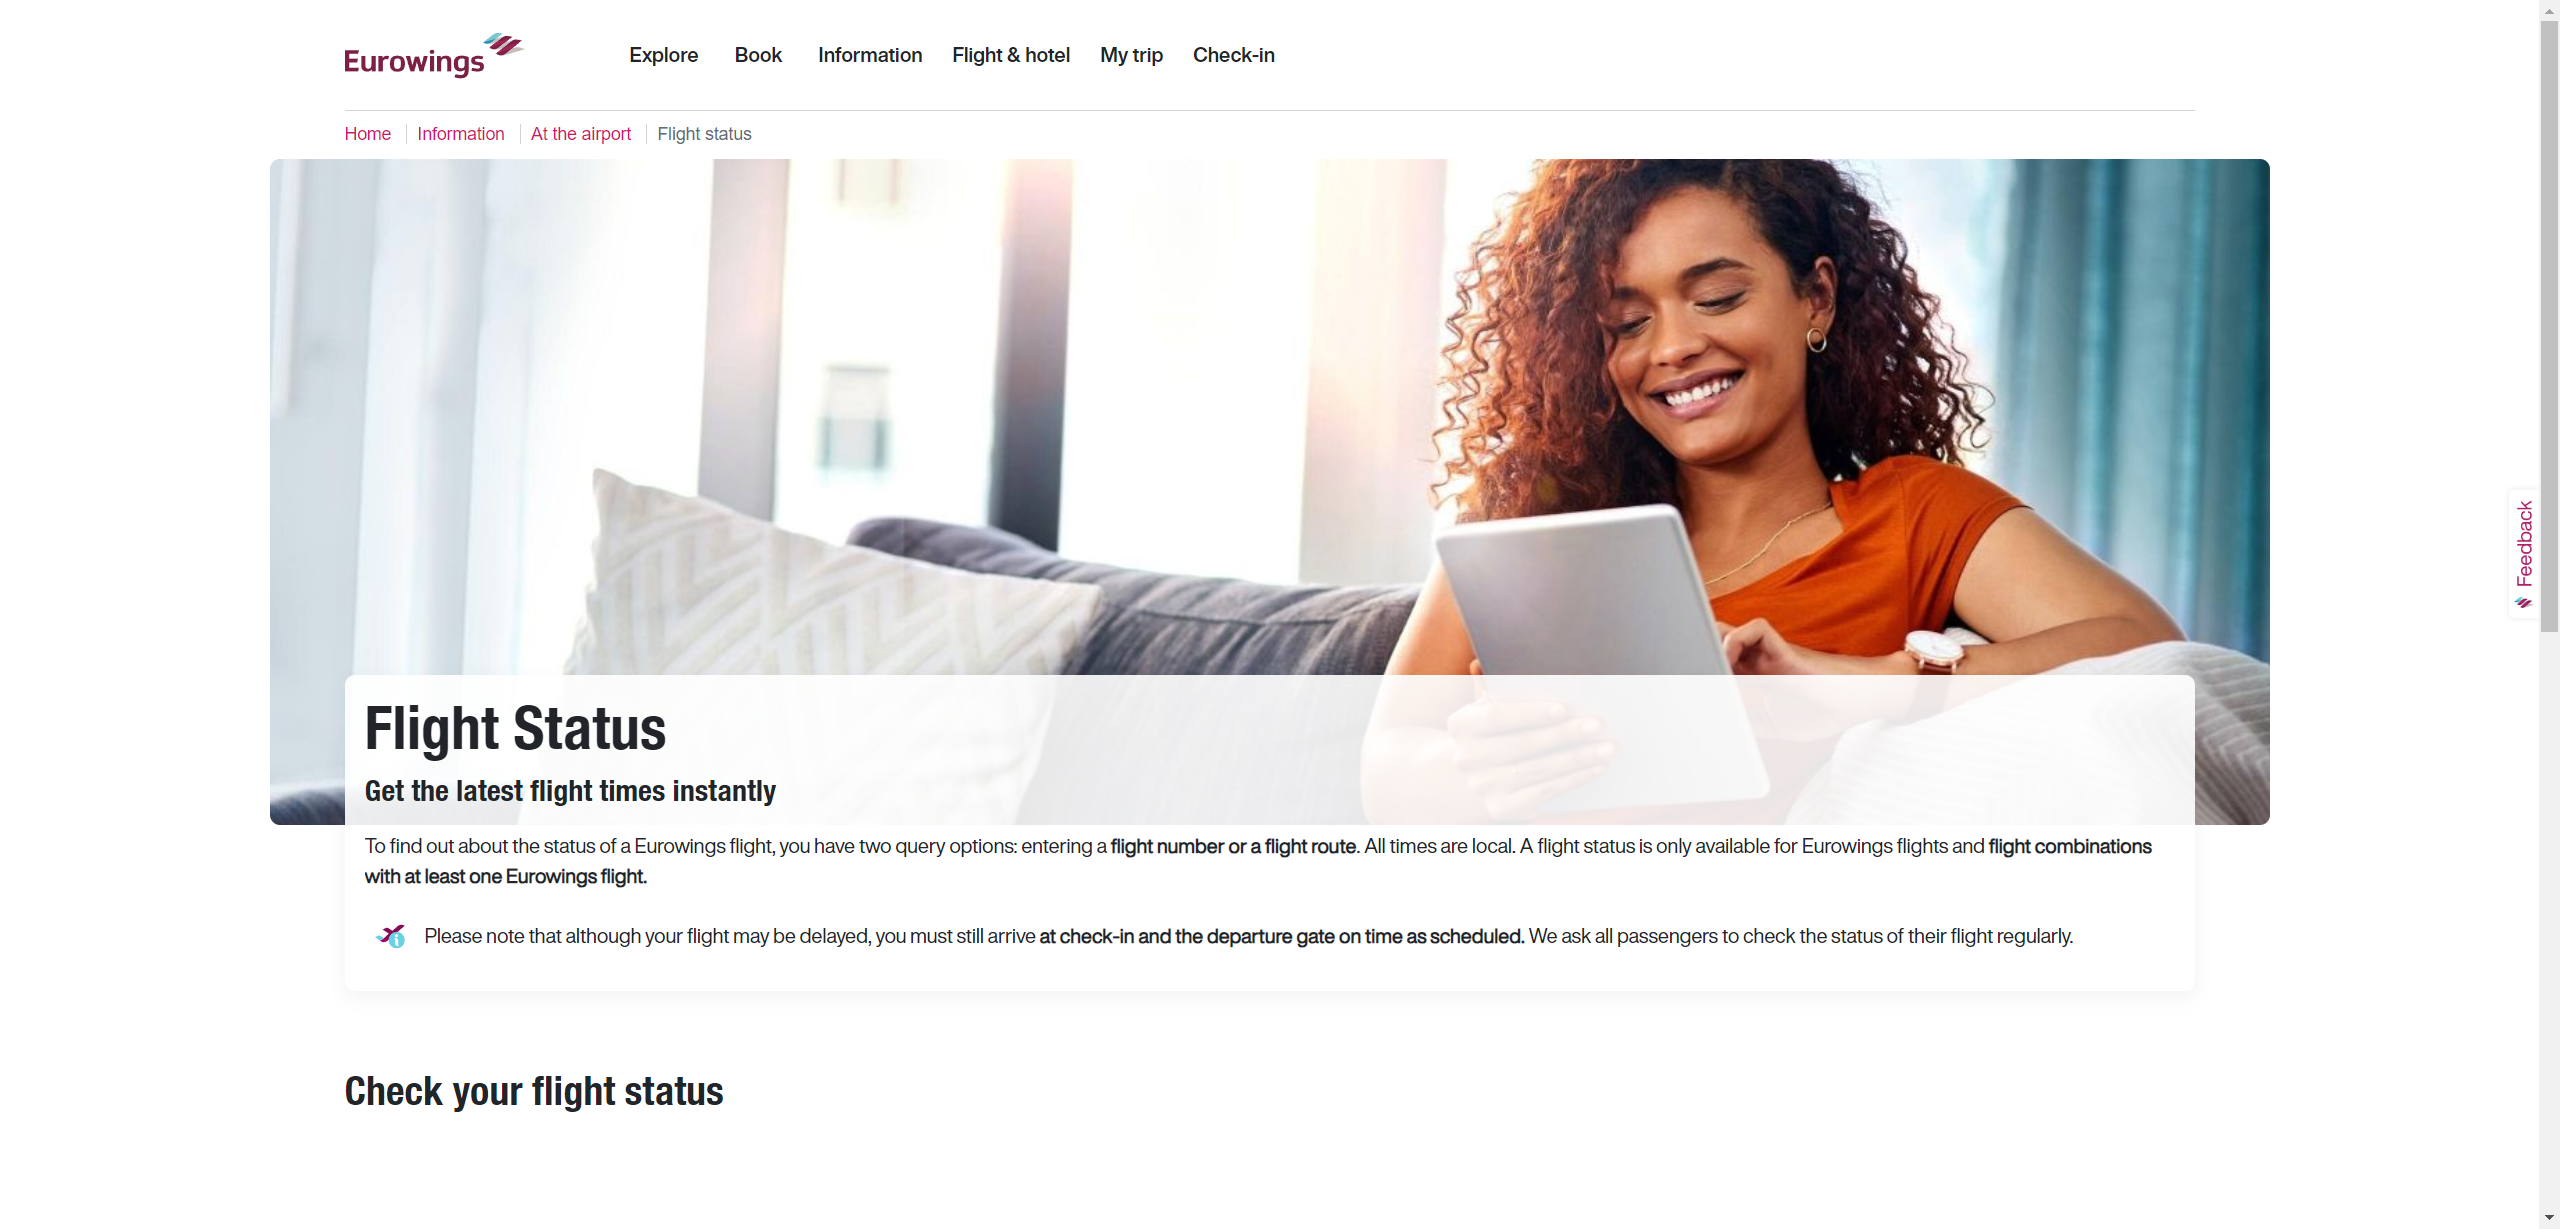 Eurowings
Explore Book Information Flight & hotel My trip Check-in
Home Information At the airport Flight status
Feedback
Flight Status
Get the latest flight times instantly
To find out about the status of a Eurowings flight, you have two query options: entering a flight number or a flight route. All times are local. A flight status is only available for Eurowings flights and flight combinations
with at least one Eurowings flight.
Please note that although your flight may be delayed, you must still arrive at check-in and the departure gate on time as scheduled. We ask all passengers to check the status of their flight regularly.
Check your flight status